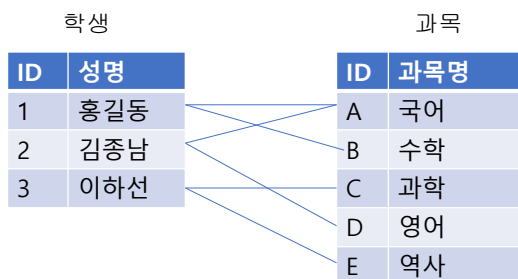 학생 과목
ID 성명 ID 과목명
1 홍길동 A 국어
2 김종남 B 수학
3 이하선 C 과학
D 영어
E 역사